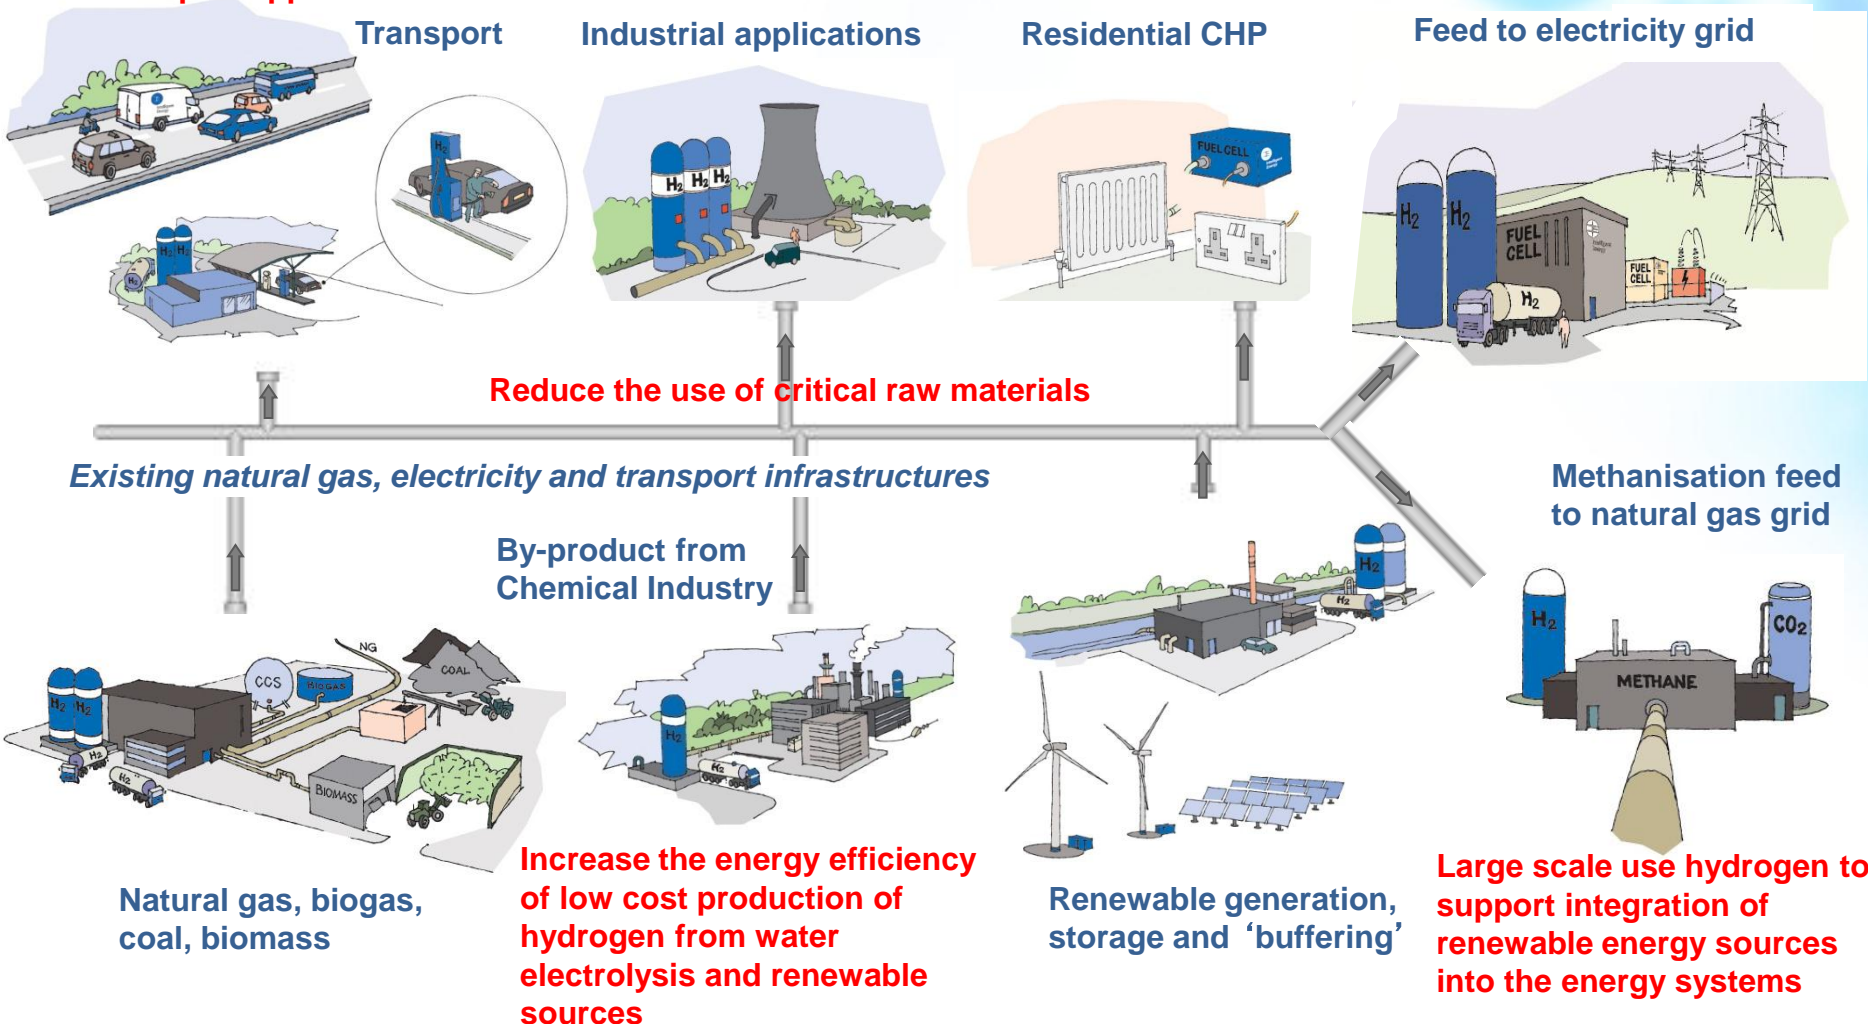 Transport
Industrial applications
Residential CHP
Feed to electricity grid
H2
H2
H2
H2
H2 H2
H2
FUEL CELL
H2
H2
FUEL
CELL
FUEL
CELL
H2
Reduce the use of critical raw materials
Existing natural gas, electricity and transport infrastructures
Methanisation feed
to natural gas grid
By-product from
Chemical Industry
NG
COAL
CCS
BIOGAS
H2 H2
H2
H2
BIOMASS
H2
H2
H2
H2
H2
CO2
METHANE
Natural gas, biogas,
coal, biomass
Increase the energy efficiency
of low cost production of
hydrogen from water
electrolysis and renewable
sources
Renewable generation,
storage and ‘buffering’
Large scale use hydrogen to
support integration of
renewable energy sources
into the energy systems